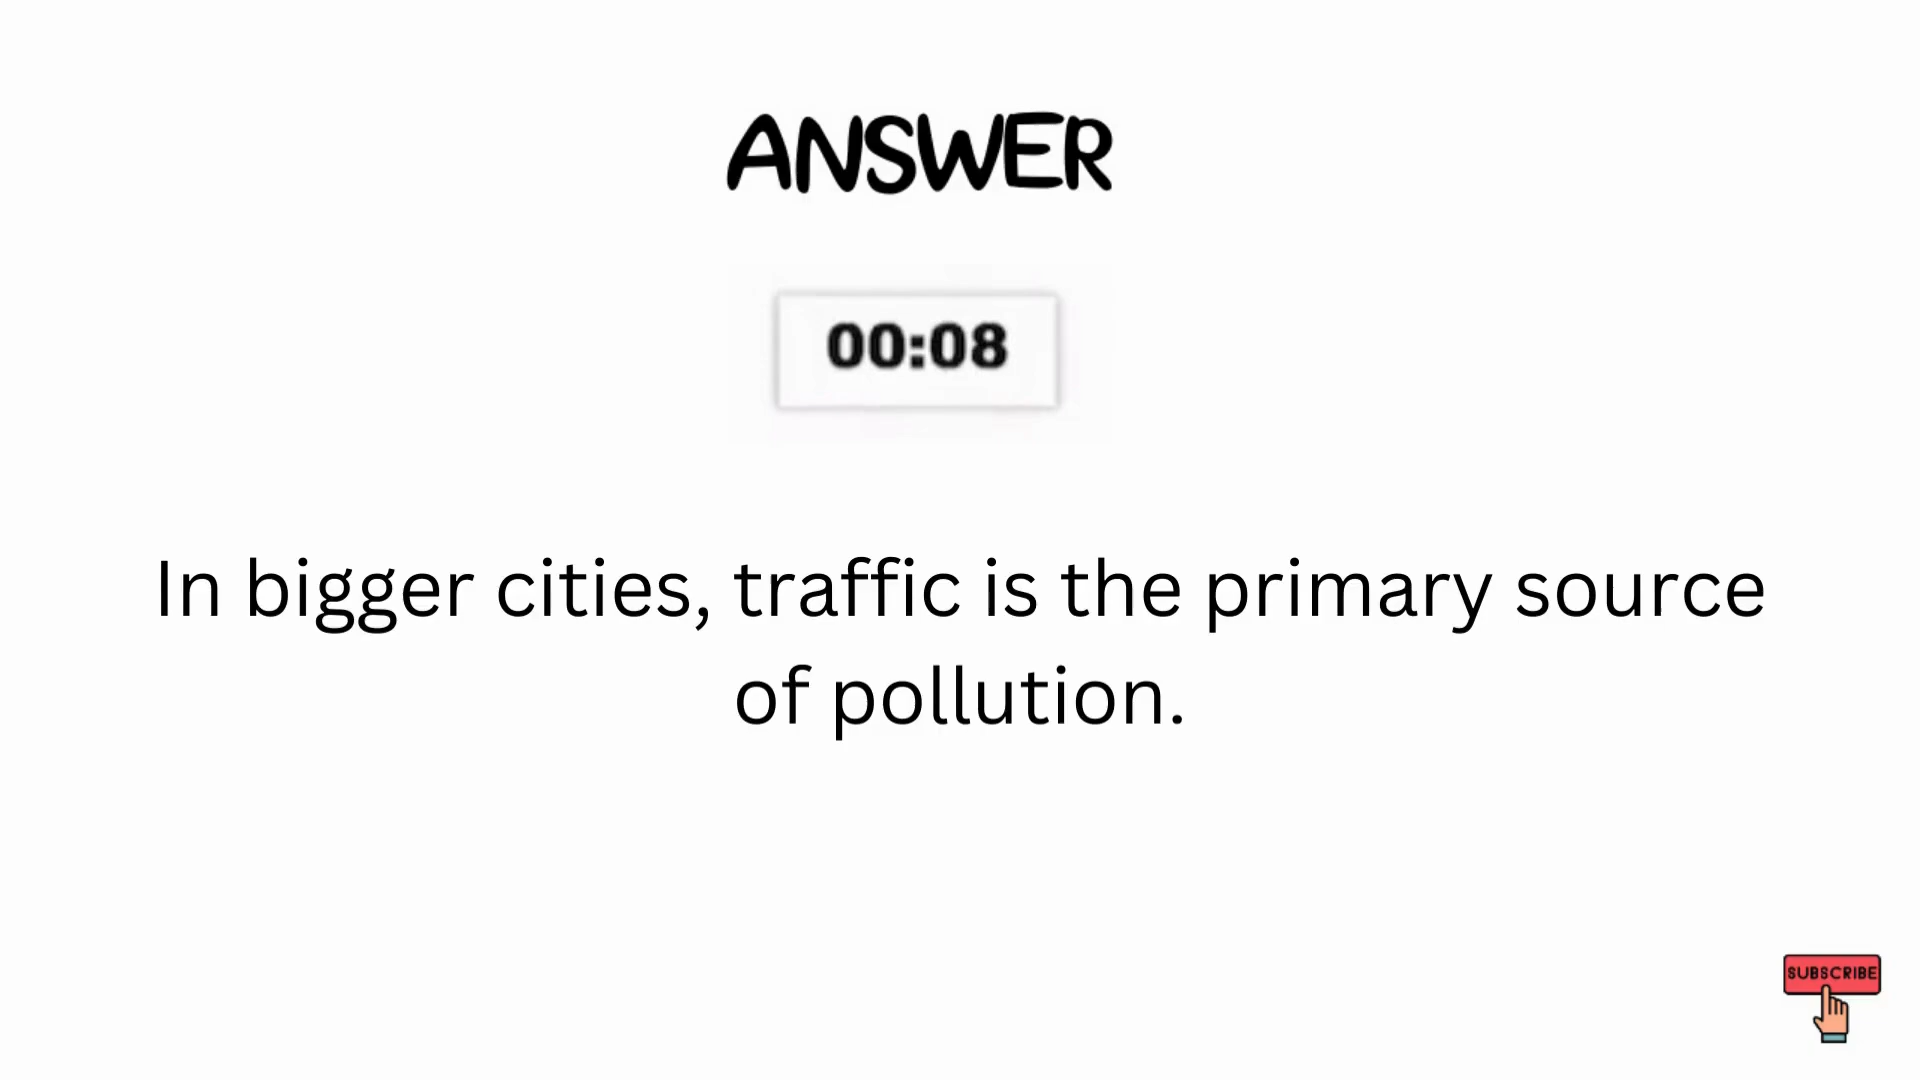 ANSWER
00:08
In bigger cities, traffic is the primary source
of pollution.
SUBSCRIBE